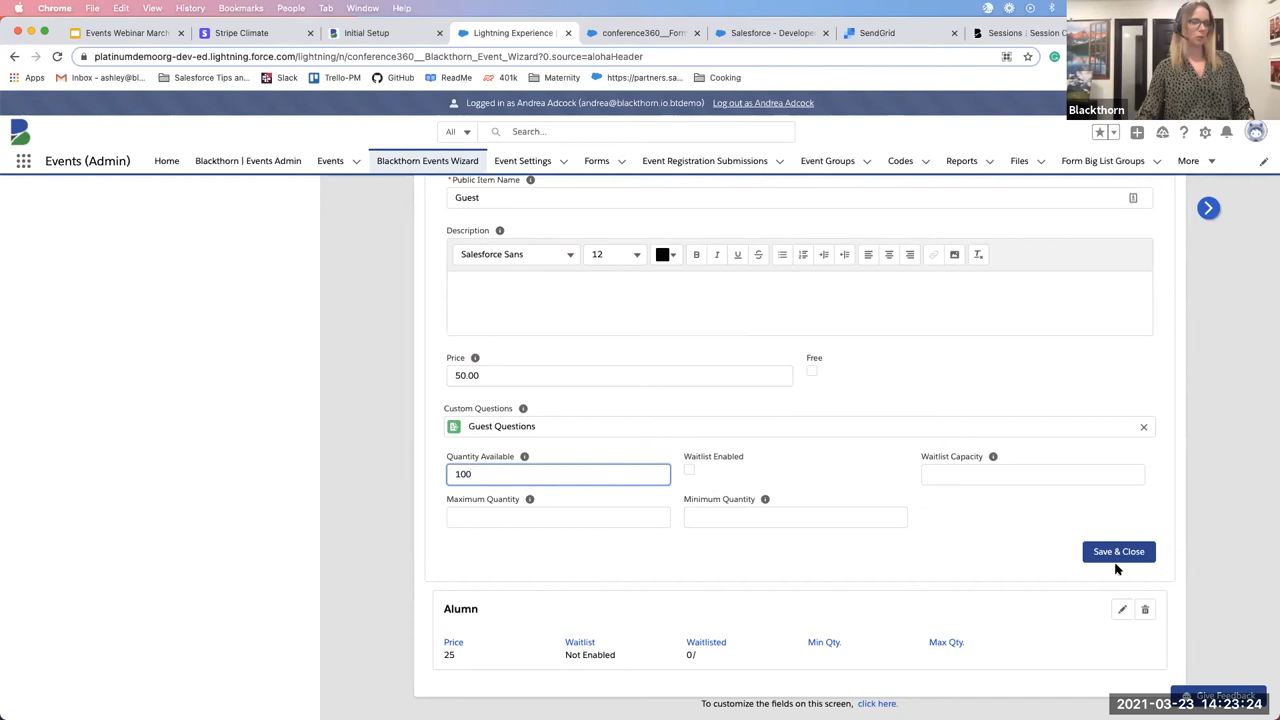 Chrome File Edit View History Bookmarks People Tab Window Help
Events Webinar March Stripe Climate Initial Setup Lightning Experience conference360__Form Salesforce - Develope SendGrid Sessions : Session
platinumdemoorg-dev-ed.lightning.force.com/lightning/n/conference360__Blackthorn_Event_Wizard?0.source=alohaHeader
Apps Inbox – ashley@bl... Salesforce Tips an... Slack Trello-PM GitHub ReadMe 401k Maternity https://partners.sa... Cooking
Logged in as Andrea Adcock (andrea@blackthorn.io.btdemo) Log out as Andrea Adcock
Blackthorn
All Search...
Events (Admin) Home Blackthorn | Events Admin Events Blackthorn Events Wizard Event Settings Forms Event Registration Submissions Event Groups Codes Reports Files Form Big List Groups More
* Public Item Name
Guest
Description
Salesforce Sans 12
Price Free
50.00
Custom Questions
Guest Questions
Quantity Available Waitlist Enabled Waitlist Capacity
100
Maximum Quantity Minimum Quantity
Save & Close
Alumn
Price Waitlist Waitlisted Min Qty. Max Qty.
25 Not Enabled 0/
Give Feedback
To customize the fields on this screen, click here.
2021-03-23 14:23:24